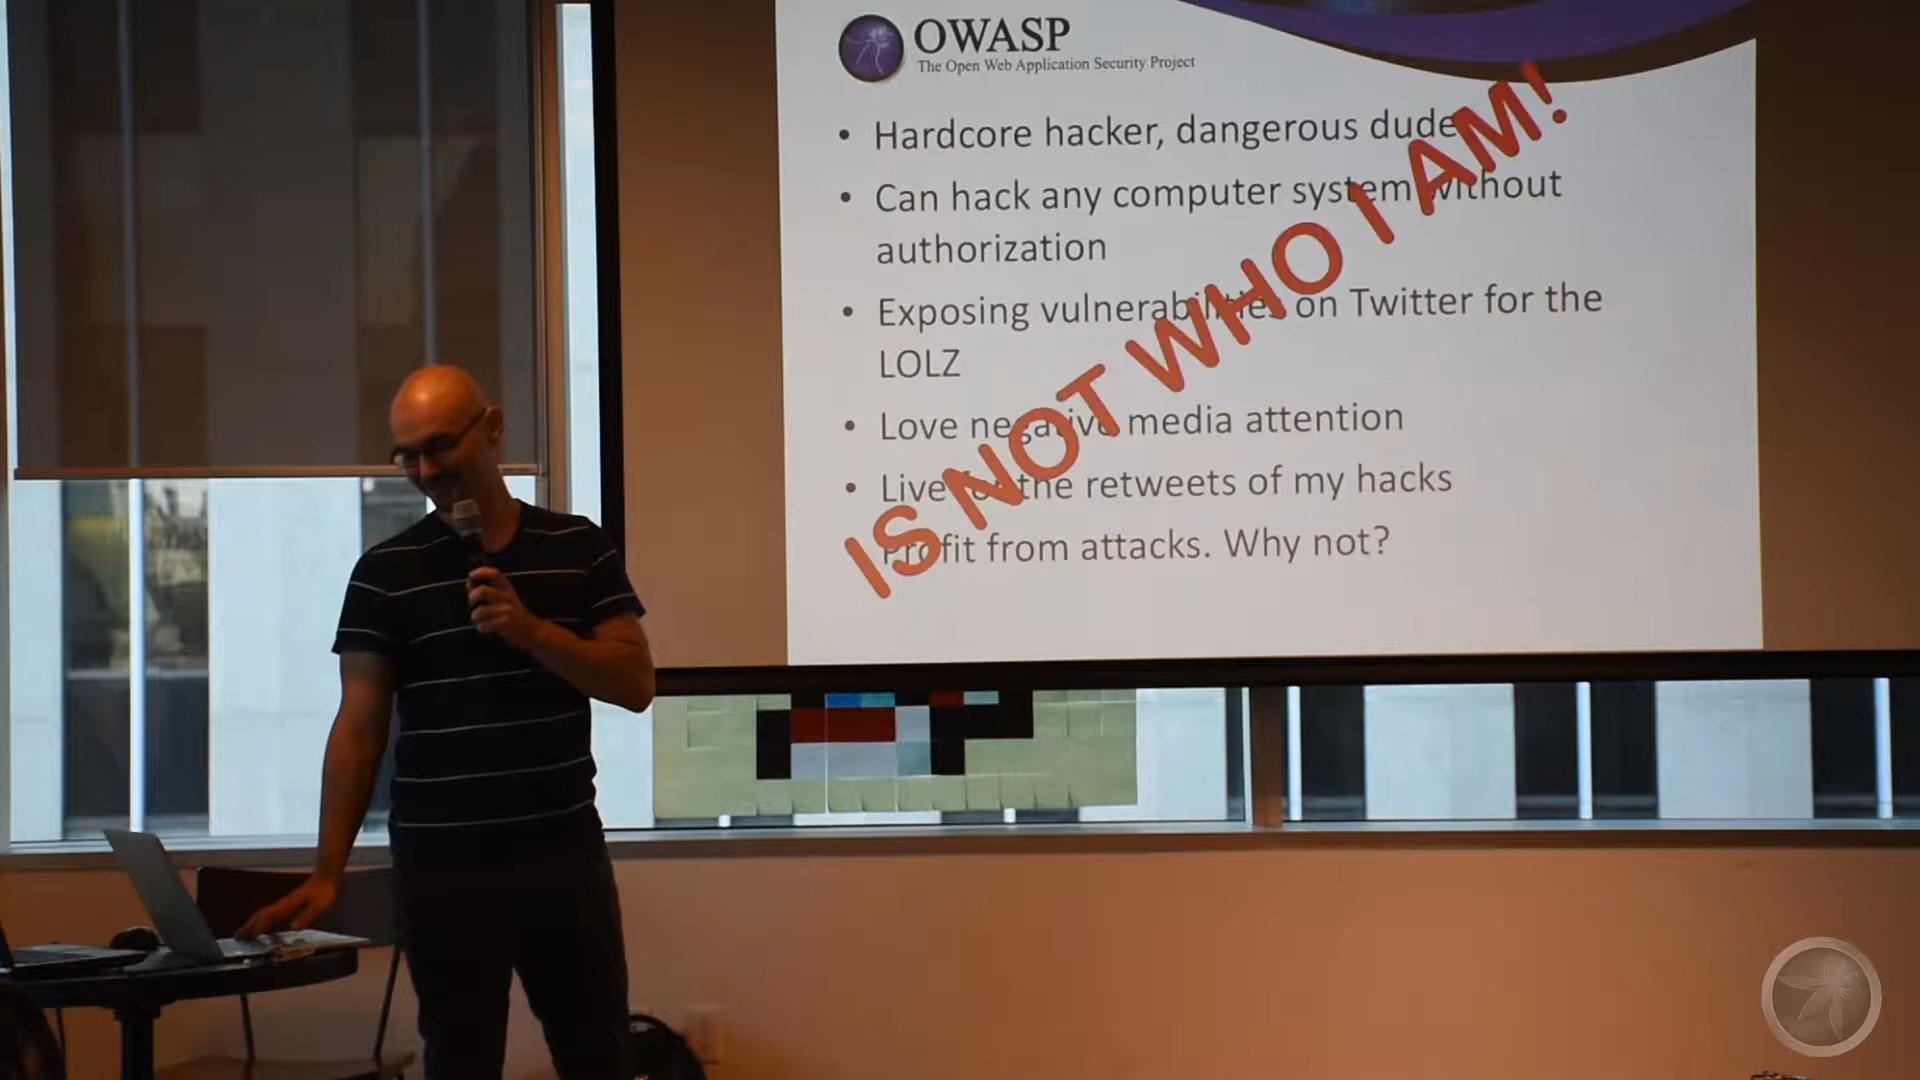 OWASP
The Open Web Application Security Project
Hardcore hacker, dangerous dude
Can hack any computer system without
authorization
Exposing vulnerabilities on Twitter for the
LOLZ
Love negative media attention
Live for the retweets of my hacks
Profit from attacks. Why not?
IS NOT WHO I AM!